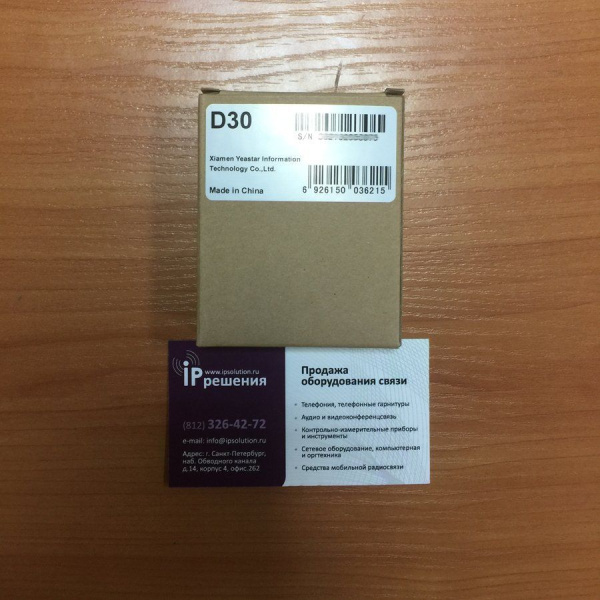 D30
S/N
Xiamen Yeastar Information
Technology Co.,Ltd.
Made in China
6 926150 036215
www.ipsolution.ru
iP решения
(812) 326-42-72
e-mail: info@ipsolution.ru
Адрес: г. Санкт-Петербург,
наб. Обводного канала
д.14, корпус 4, офис.262
Продажа
оборудования связи
Телефония, телефонные гарнитуры
Аудио и видеоконференцсвязь
Контрольно-измерительные приборы
и инструменты
Сетевое оборудование, компьютерная
и оргтехника
Средства мобильной радиосвязи